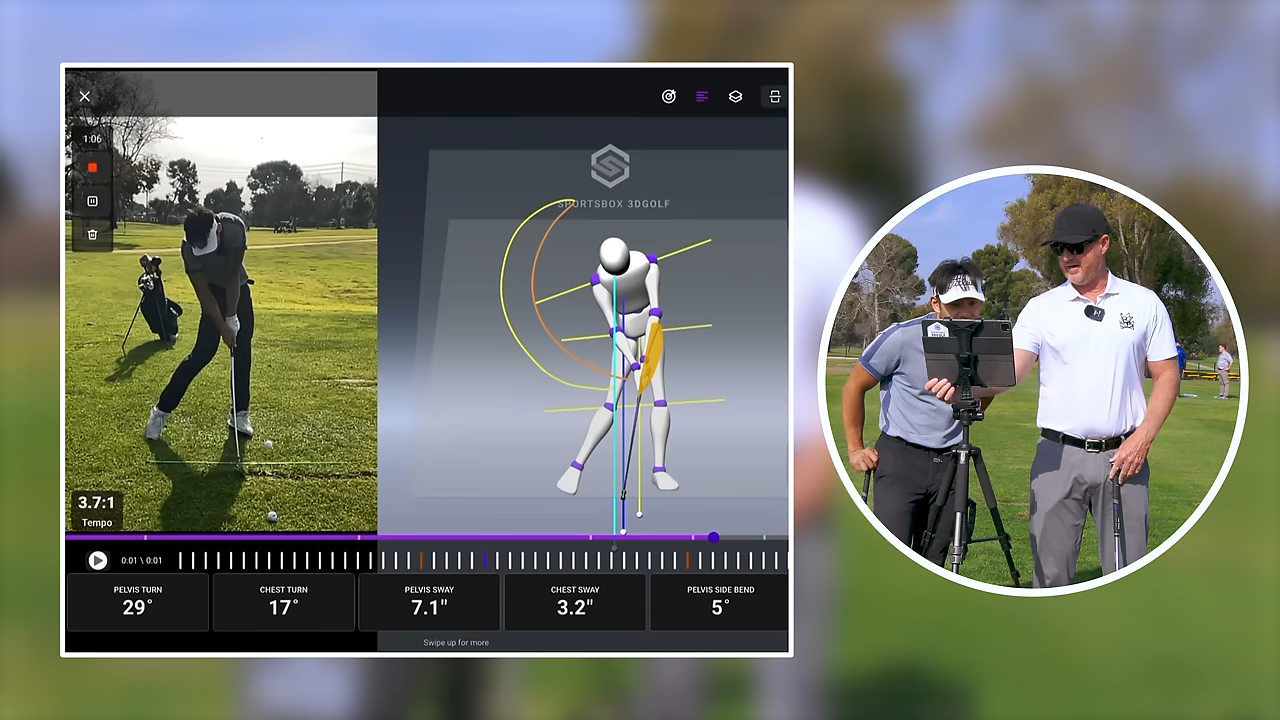 1:06
SPORTSBOX 3DGOLF
3.7:1
Tempo
0:01 \ 0:01
PELVIS TURN
29°
CHEST TURN
17°
PELVIS SWAY
7.1"
CHEST SWAY
3.2"
PELVIS SIDE BEND
5°
Swipe up for more